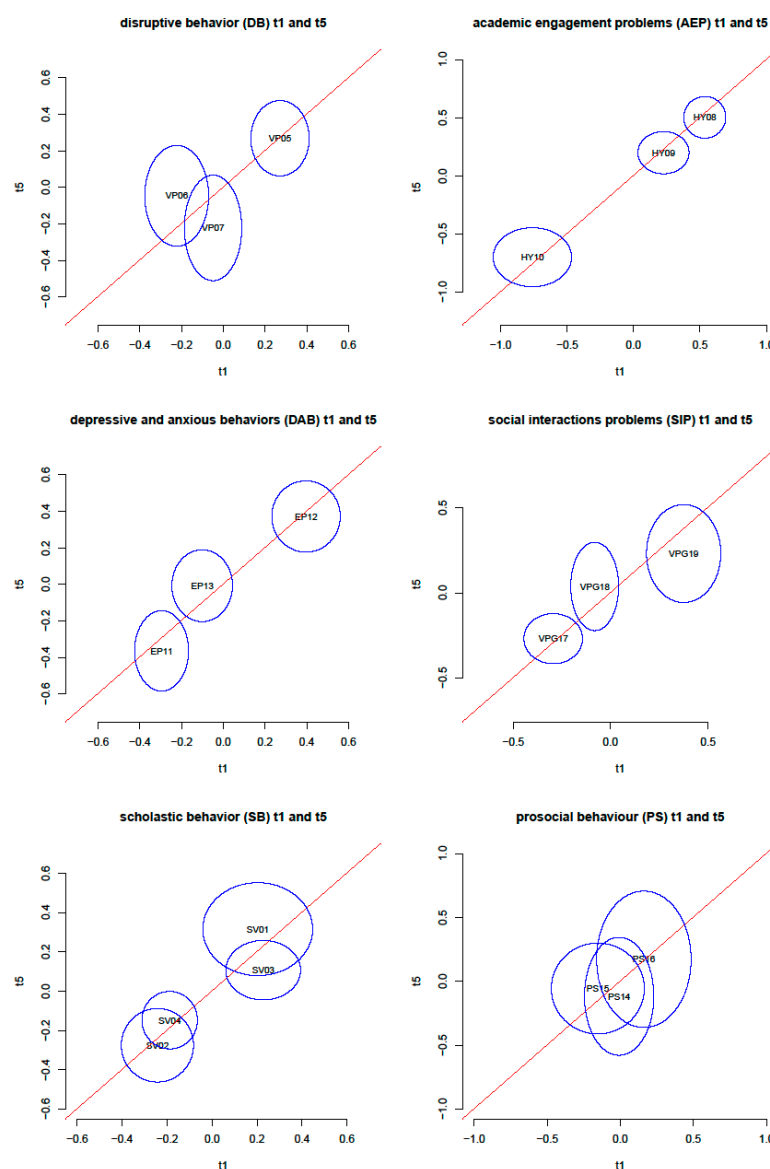 disruptive behavior (DB) t1 and t5
t5
0.6
0.4
0.2
0.0
−0.2
−0.4
−0.6
VP05
VP06
VP07
−0.6 −0.4 −0.2 0.0 0.2 0.4 0.6
t1
academic engagement problems (AEP) t1 and t5
t5
1.0
0.5
0.0
−0.5
−1.0
HY08
HY09
HY10
−1.0 −0.5 0.0 0.5 1.0
t1
depressive and anxious behaviors (DAB) t1 and t5
t5
0.6
0.4
0.2
0.0
−0.2
−0.4
−0.6
EP12
EP13
EP11
−0.6 −0.4 −0.2 0.0 0.2 0.4 0.6
t1
social interactions problems (SIP) t1 and t5
t5
0.5
0.0
−0.5
VPG19
VPG18
VPG17
−0.5 0.0 0.5
t1
scholastic behavior (SB) t1 and t5
t5
0.6
0.4
0.2
0.0
−0.2
−0.4
−0.6
SV01
SV03
SV04
SV02
−0.6 −0.4 −0.2 0.0 0.2 0.4 0.6
t1
prosocial behaviour (PS) t1 and t5
t5
1.0
0.5
0.0
−0.5
−1.0
PS16
PS15
PS14
−1.0 −0.5 0.0 0.5 1.0
t1